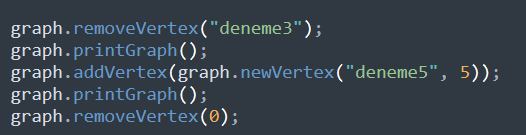 graph.removeVertex("deneme3");
graph.printGraph();
graph.addVertex(graph.newVertex("deneme5", 5));
graph.printGraph();
graph.removeVertex(0);